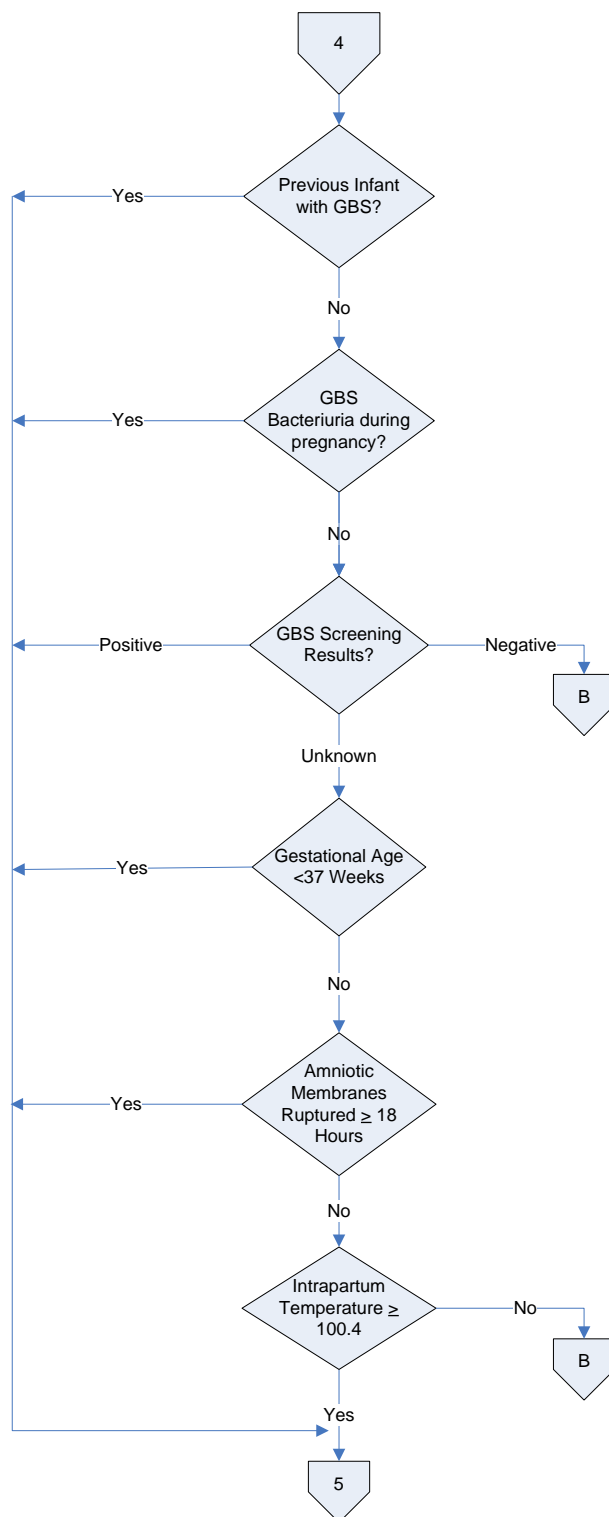 4
Previous Infant
with GBS?
Yes
No
GBS
Bacteriuria during
pregnancy?
Yes
No
GBS Screening
Results?
Positive
Negative
B
Unknown
Gestational Age
<37 Weeks
Yes
No
Amniotic
Membranes
Ruptured ≥ 18
Hours
Yes
No
Intrapartum
Temperature ≥
100.4
No
B
Yes
5